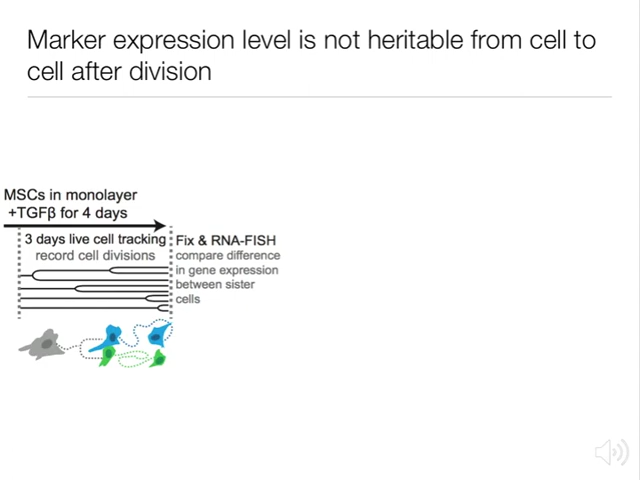 Marker expression level is not heritable from cell to
cell after division
MSCs in monolayer
+TGFβ for 4 days
3 days live cell tracking
record cell divisions
Fix & RNA-FISH
compare difference
in gene expression
between sister
cells